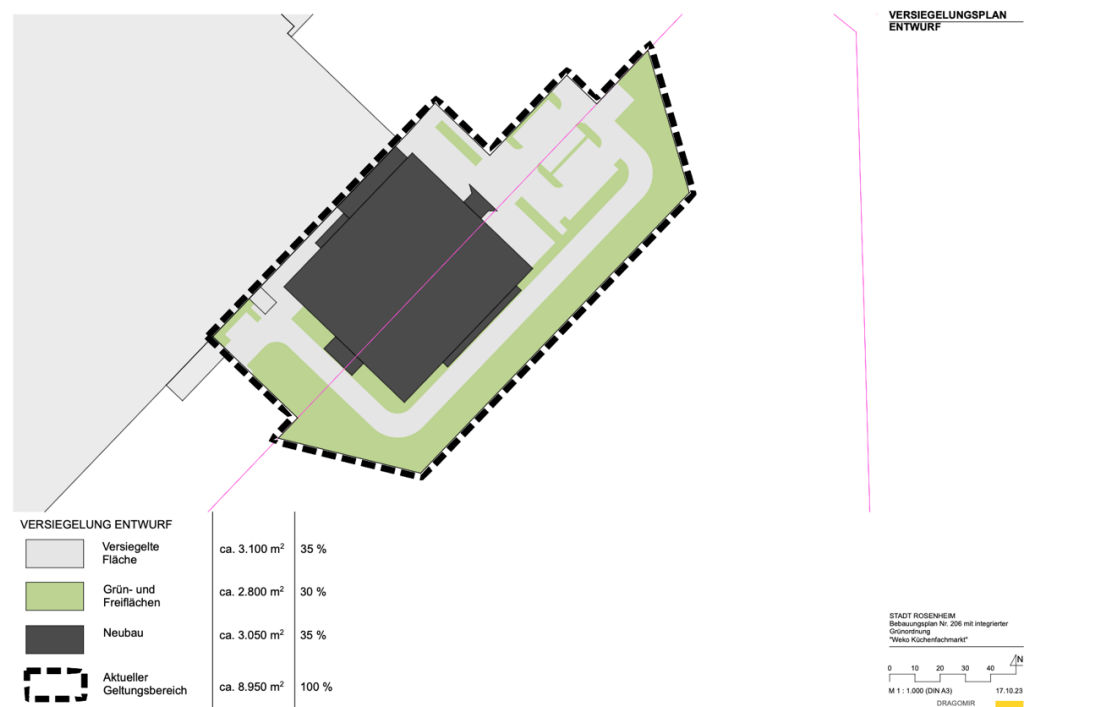 VERSIEGELUNGSPLAN
ENTWURF
VERSIEGELUNG ENTWURF
Versiegelte
Fläche
ca. 3.100 m²
35 %
Grün- und
Freiflächen
ca. 2.800 m²
30 %
Neubau
ca. 3.050 m²
35 %
Aktueller
Geltungsbereich
ca. 8.950 m²
100 %
STADT ROSENHEIM
Bebauungsplan Nr. 206 mit integrierter
Grünordnung
"Weko Küchenfachmarkt"
N
0 10 20 30 40
M 1 : 1.000 (DIN A3) 17.10.23
DRAGOMIR